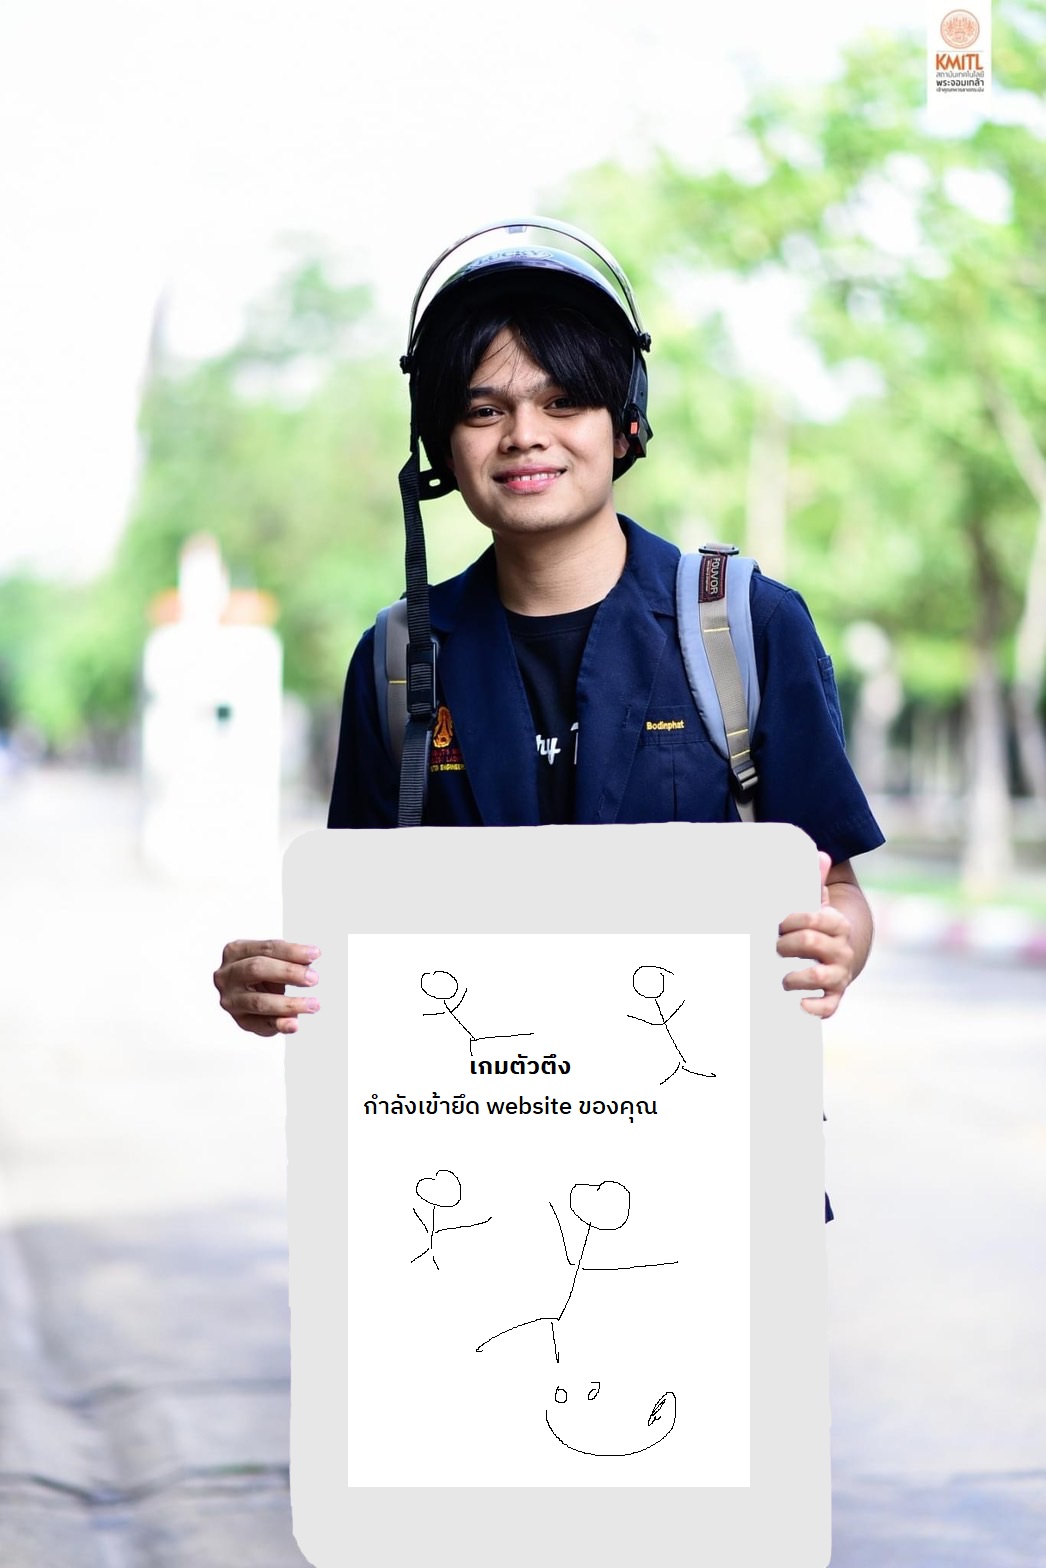 KMITL
สถาบันเทคโนโลยี
พระจอมเกล้า
เจ้าคุณทหารลาดกระบัง
LUCKY
FOUVOR
Bodinphat
เกมตัวตึง
กำลังเข้ายึด website ของคุณ